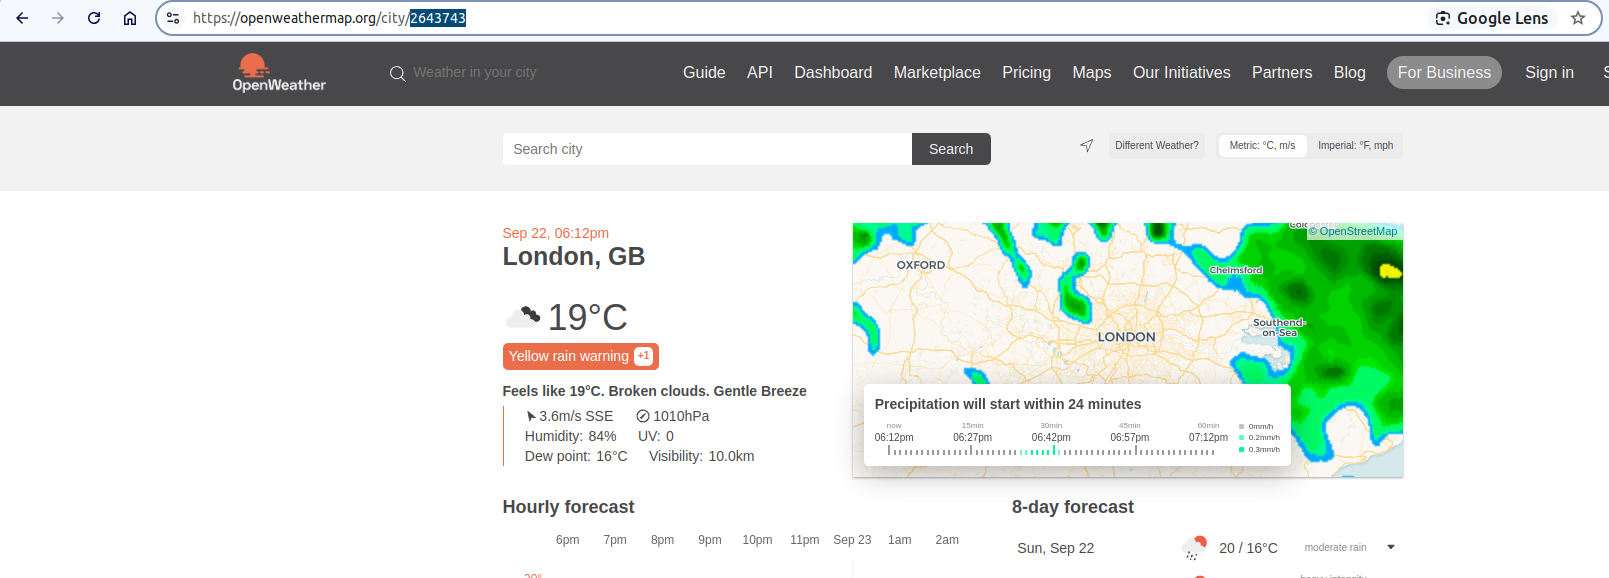 https://openweathermap.org/city/2643743
Google Lens
OpenWeather
Weather in your city
Guide API Dashboard Marketplace Pricing Maps Our Initiatives Partners Blog For Business Sign in
Search city
Search
Different Weather?
Metric: °C, m/s
Imperial: °F, mph
Sep 22, 06:12pm
London, GB
19°C
Yellow rain warning +1
Feels like 19°C. Broken clouds. Gentle Breeze
3.6m/s SSE 1010hPa
Humidity: 84% UV: 0
Dew point: 16°C Visibility: 10.0km
© OpenStreetMap
OXFORD
Chelmsford
LONDON
Southend-
on-Sea
Precipitation will start within 24 minutes
now 15min 30min 45min 60min
06:12pm 06:27pm 06:42pm 06:57pm 07:12pm
0mm/h
0.2mm/h
0.3mm/h
Hourly forecast
6pm 7pm 8pm 9pm 10pm 11pm Sep 23 1am 2am
20°
8-day forecast
Sun, Sep 22 20 / 16°C moderate rain
heavy intensity